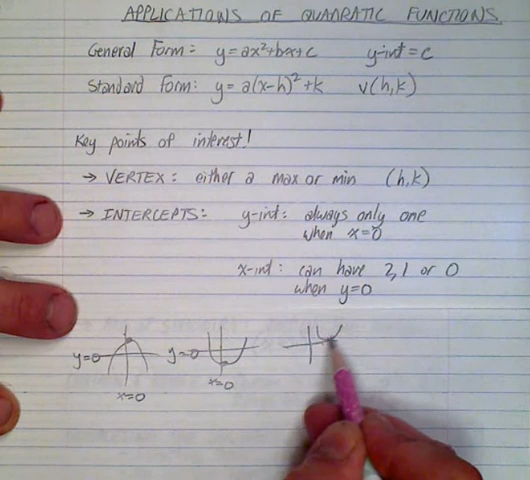 APPLICATIONS OF QUADRATIC FUNCTIONS.
General Form: y=ax²+bx+c y-int=c
Standard Form: y=a(x-h)²+k V(h,k)
Key points of interest!
→ VERTEX: either a max or min (h,k)
→ INTERCEPTS: y-int: always only one
when x=0
x-int: can have 2,1 or 0
when y=0
y=0 y=0
x=0 x=0